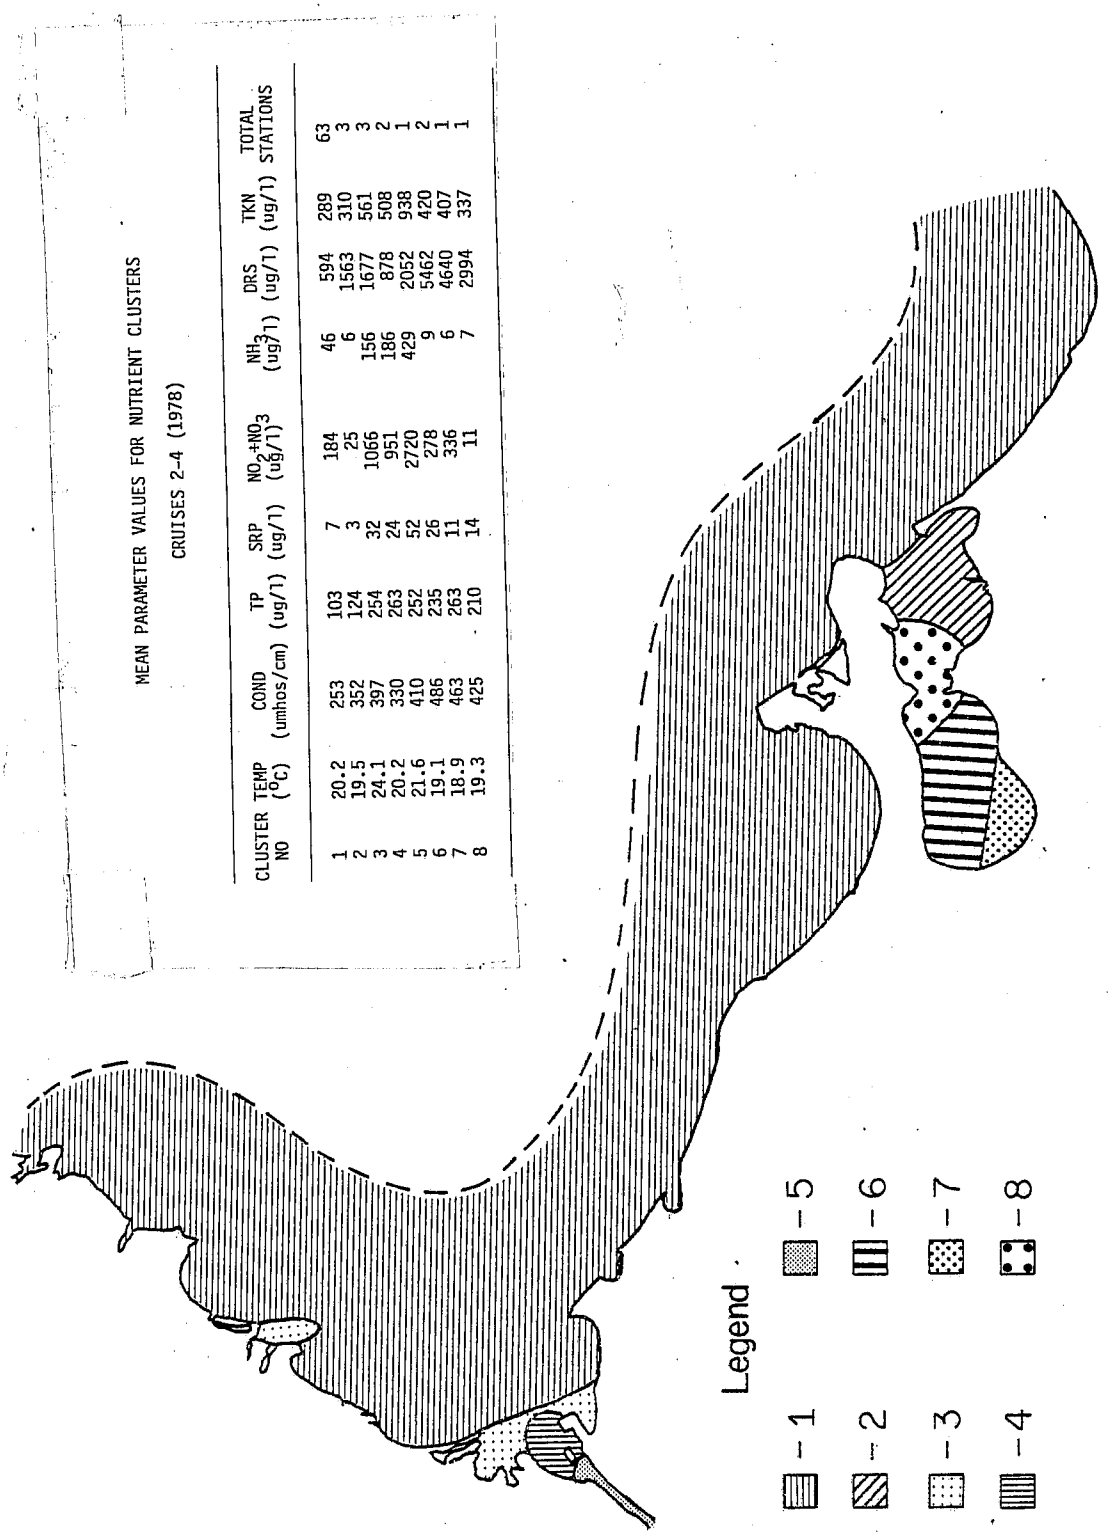 MEAN PARAMETER VALUES FOR NUTRIENT CLUSTERS
CRUISES 2-4 (1978)
CLUSTER NO TEMP (°C) COND (umhos/cm) TP (ug/l) SRP (ug/l) NO2+NO3 (ug/l) NH3 (ug/l) DRS (ug/l) TKN (ug/l) TOTAL STATIONS
1 20.2 253 103 7 184 46 594 289 63
2 19.5 352 124 3 25 6 1563 310 3
3 24.1 397 254 32 1066 156 1677 561 3
4 20.2 330 263 24 951 186 878 508 2
5 21.6 410 252 52 2720 429 2052 938 1
6 19.1 486 235 26 278 9 5462 420 2
7 18.9 463 263 11 336 6 4640 407 1
8 19.3 425 210 14 11 7 2994 337 1
Legend
- 1
- 2
- 3
- 4
- 5
- 6
- 7
- 8